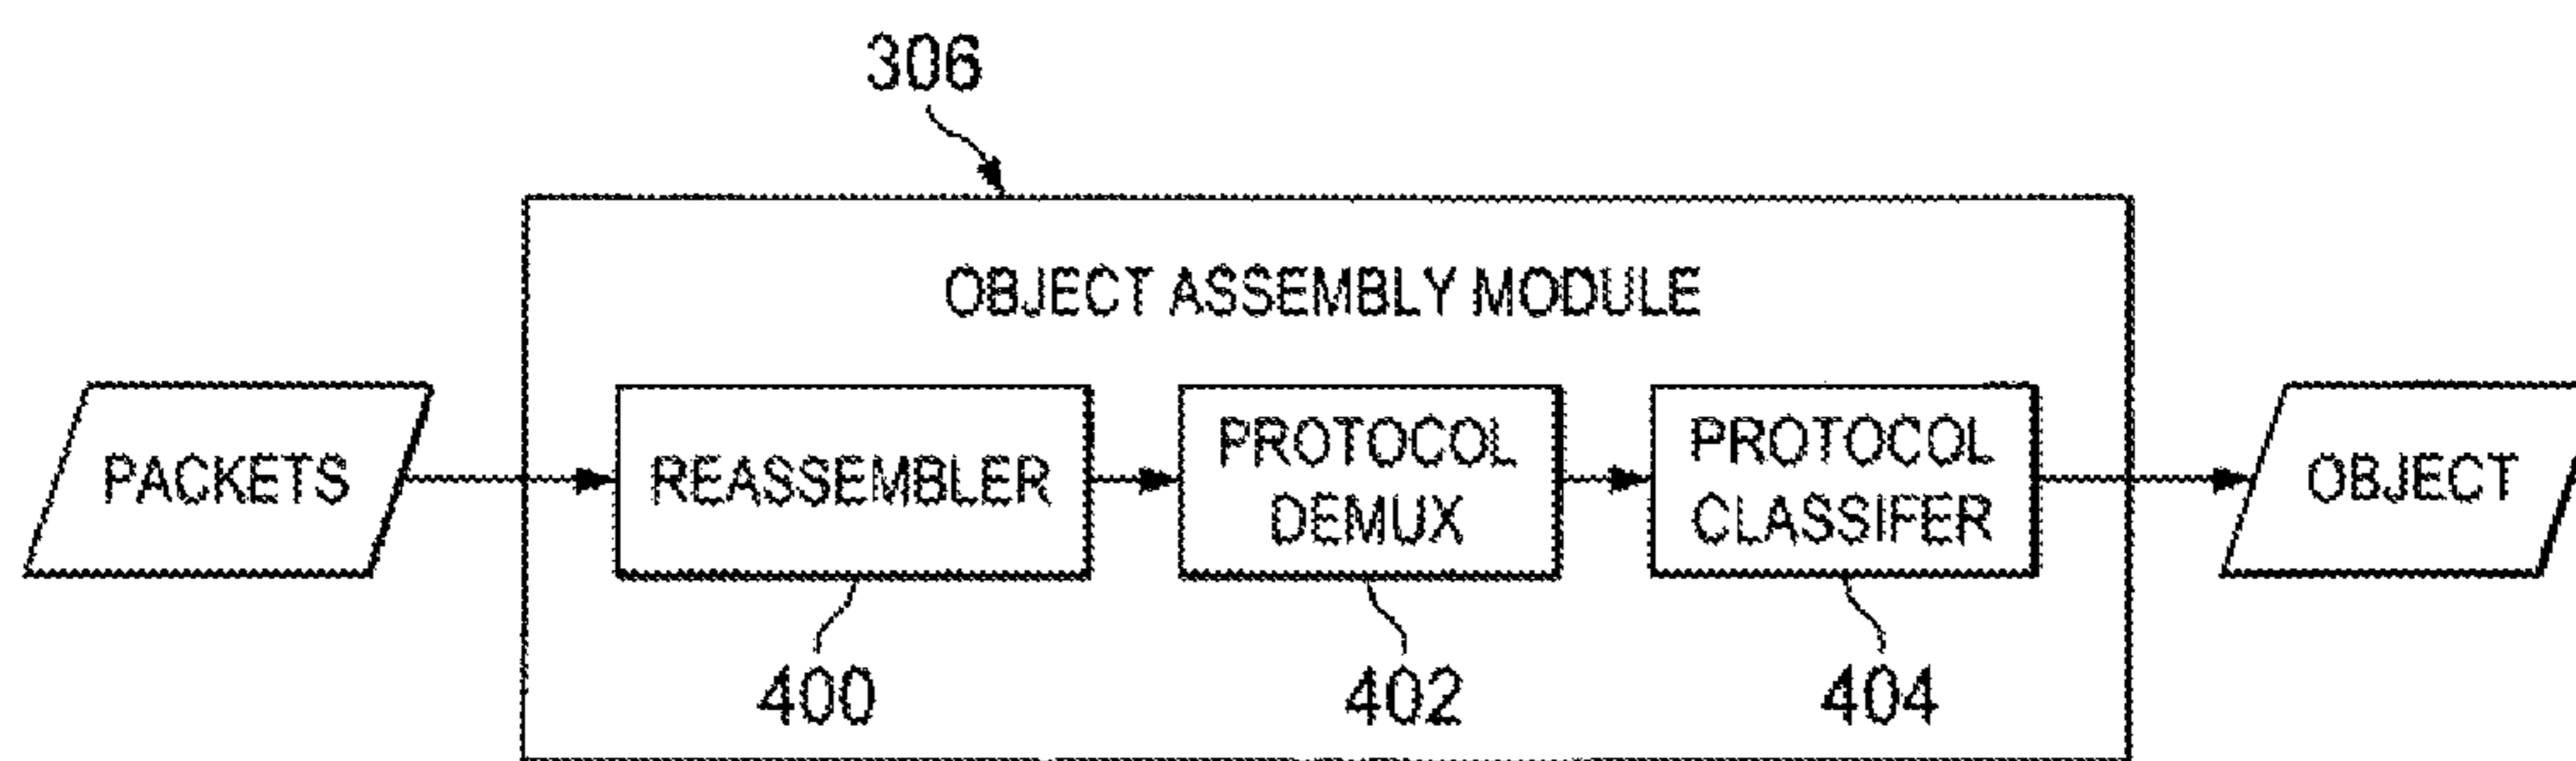 306
OBJECT ASSEMBLY MODULE
PACKETS
REASSEMBLER
PROTOCOL
DEMUX
PROTOCOL
CLASSIFER
OBJECT
400
402
404